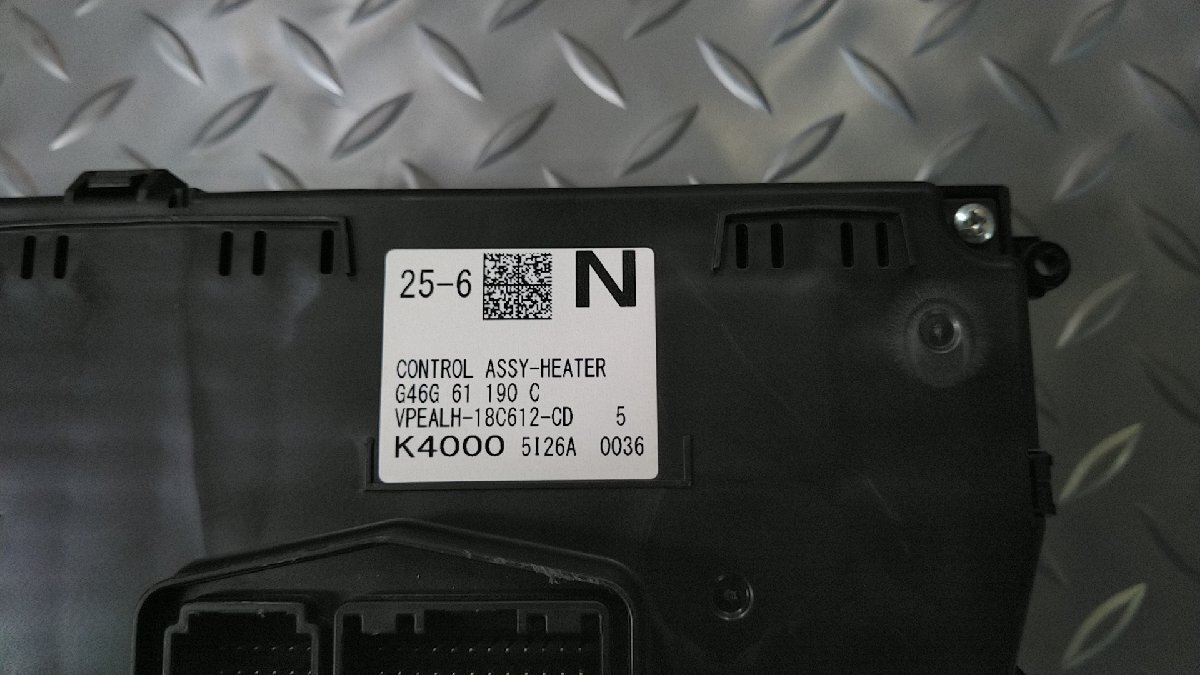 25-6 N
CONTROL ASSY-HEATER
G46G 61 190 C
VPEALH-18C612-CD 5
K4000 5I26A 0036